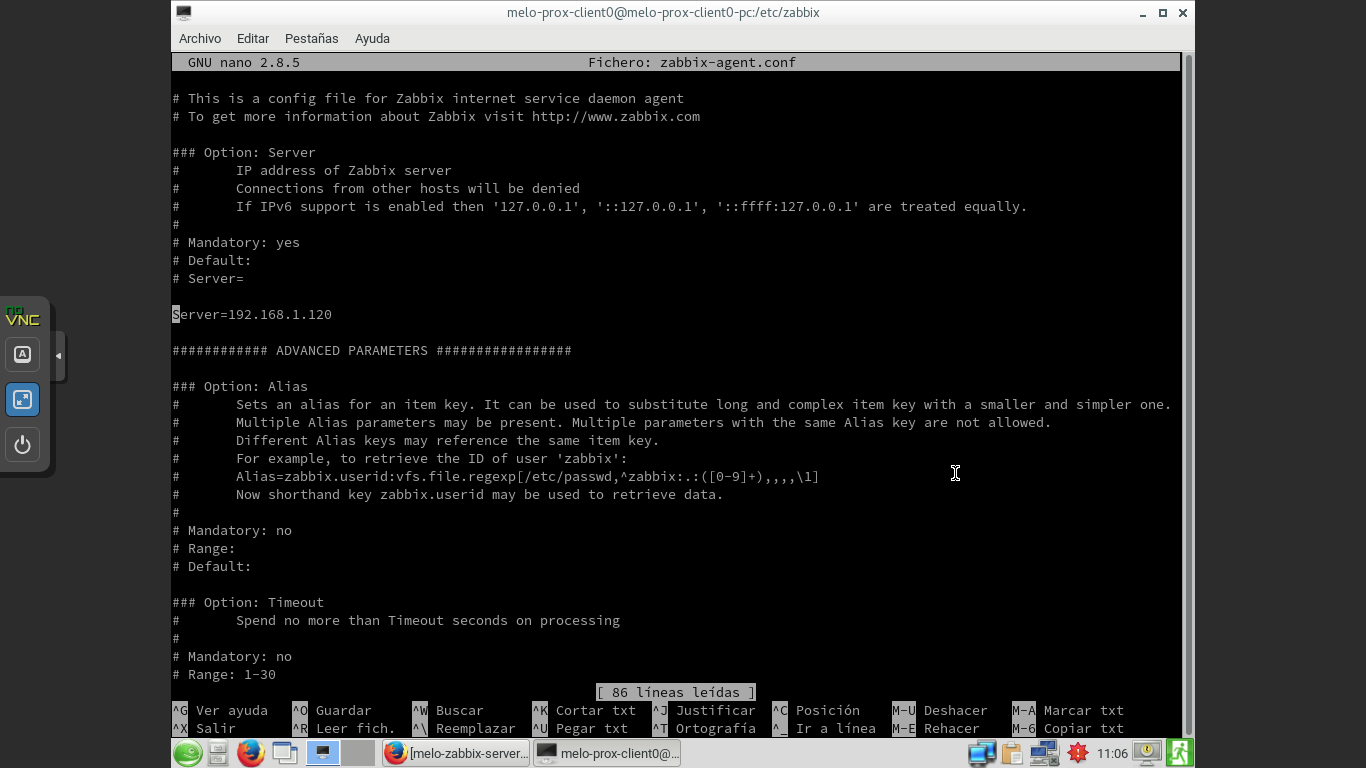 melo-prox-client0@melo-prox-client0-pc:/etc/zabbix
Archivo Editar Pestañas Ayuda
GNU nano 2.8.5 Fichero: zabbix-agent.conf
# This is a config file for Zabbix internet service daemon agent
# To get more information about Zabbix visit http://www.zabbix.com
### Option: Server
# IP address of Zabbix server
# Connections from other hosts will be denied
# If IPv6 support is enabled then '127.0.0.1', '::127.0.0.1', '::ffff:127.0.0.1' are treated equally.
#
# Mandatory: yes
# Default:
# Server=
Server=192.168.1.120
############ ADVANCED PARAMETERS #################
### Option: Alias
# Sets an alias for an item key. It can be used to substitute long and complex item key with a smaller and simpler one.
# Multiple Alias parameters may be present. Multiple parameters with the same Alias key are not allowed.
# Different Alias keys may reference the same item key.
# For example, to retrieve the ID of user 'zabbix':
# Alias=zabbix.userid:vfs.file.regexp[/etc/passwd,^zabbix:.:([0-9]+),,,,\1]
# Now shorthand key zabbix.userid may be used to retrieve data.
#
# Mandatory: no
# Range:
# Default:
### Option: Timeout
# Spend no more than Timeout seconds on processing
#
# Mandatory: no
# Range: 1-30
[ 86 líneas leídas ]
^G Ver ayuda ^O Guardar ^W Buscar ^K Cortar txt ^J Justificar ^C Posición M-U Deshacer M-A Marcar txt
^X Salir ^R Leer fich. ^\ Reemplazar ^U Pegar txt ^T Ortografía ^_ Ir a línea M-E Rehacer M-6 Copiar txt
[melo-zabbix-server... melo-prox-client0@... 11:06
no
VNC
A